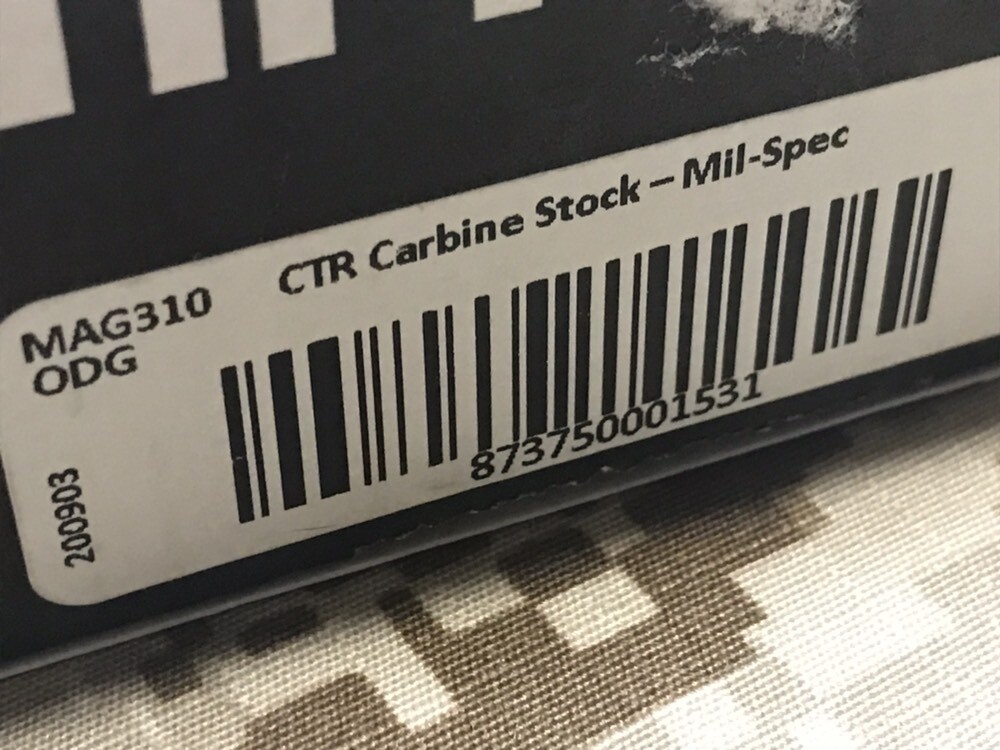 CTR Carbine Stock – Mil-Spec
MAG310
ODG
873750001531
200903